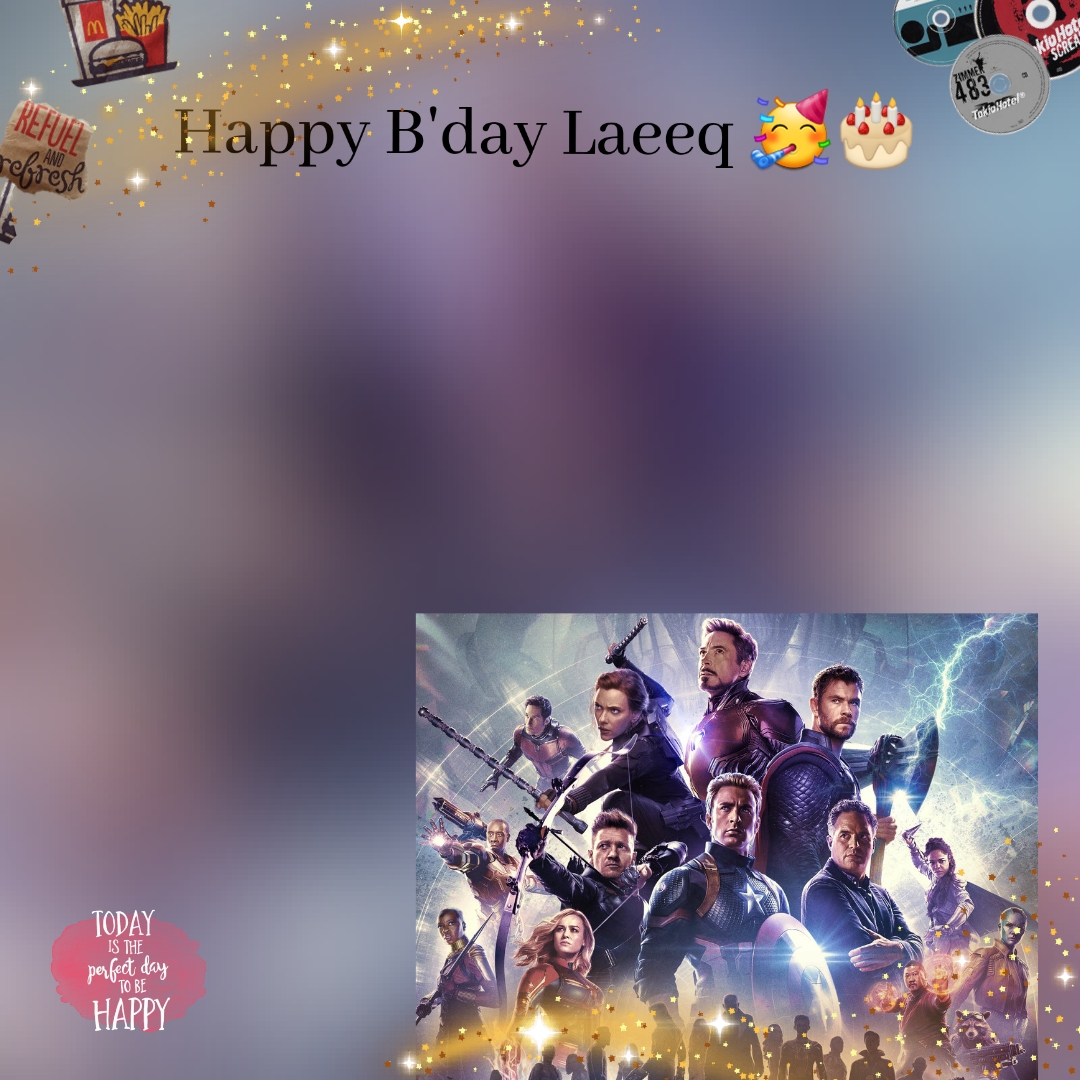 Happy B'day Laeeq 🥳🎂
REFUEL
AND
refresh
ZIMMER
483
Tokio Hotel
TODAY
IS THE
perfect day
TO BE
HAPPY